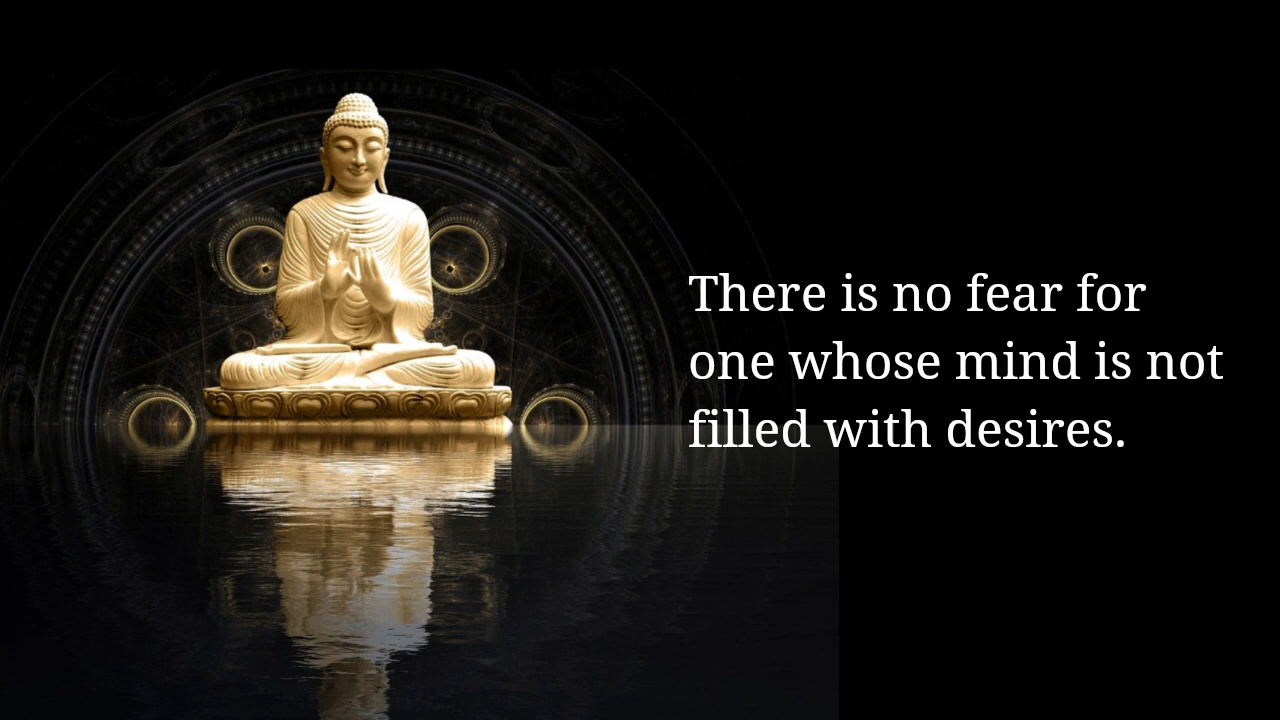 There is no fear for
one whose mind is not
filled with desires.